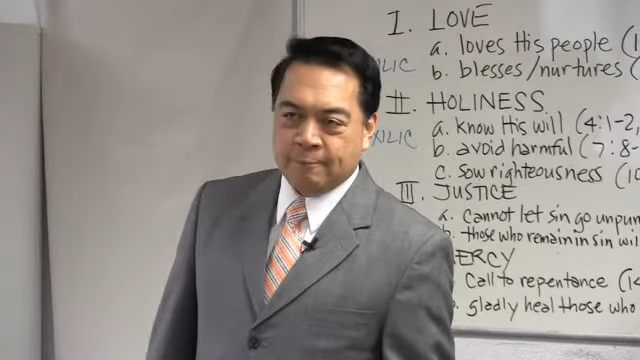 I. LOVE
a. loves His people (1
NLIC
b. blesses/nurtures (
II. HOLINESS
a. know His will (4:1-2,
NLIC
b. avoid harmful (7:8-
c. sow righteousness (10
III. JUSTICE
a. cannot let sin go unpun
b. those who remain in sin wil
ERCY
call to repentance (14
gladly heal those who